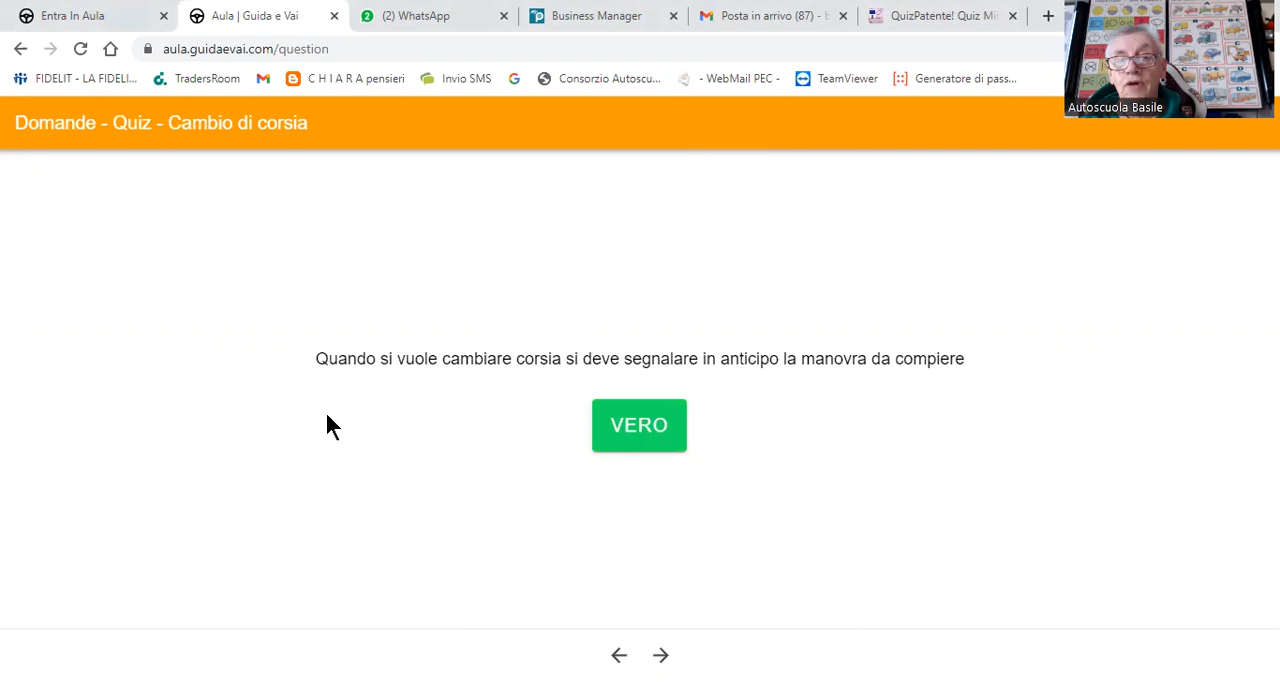 Entra In Aula
Aula | Guida e Vai
(2) WhatsApp
Business Manager
Posta in arrivo (87) - b
QuizPatente! Quiz Mi
aula.guidaevai.com/question
FIDELIT - LA FIDELI...
TradersRoom
C H I A R A pensieri
Invio SMS
Consorzio Autoscu...
- WebMail PEC -
TeamViewer
Generatore di pass...
Autoscuola Basile
Domande - Quiz - Cambio di corsia
Quando si vuole cambiare corsia si deve segnalare in anticipo la manovra da compiere
VERO